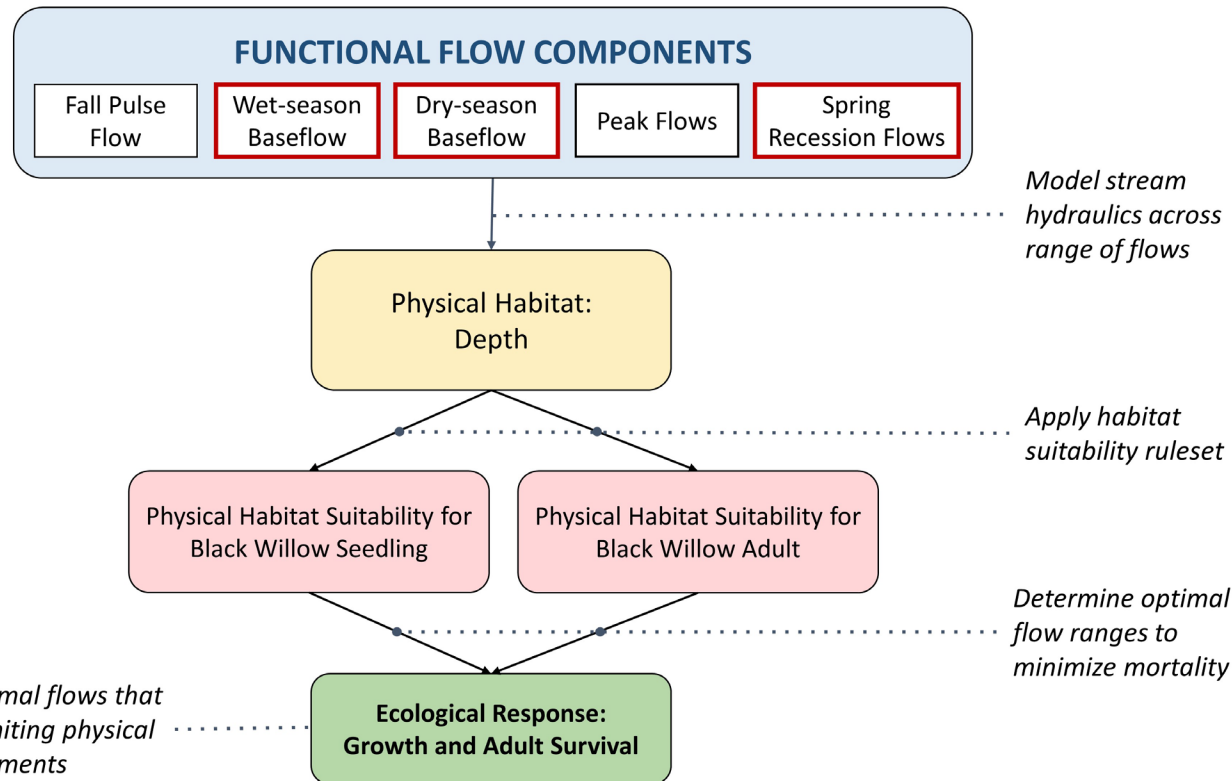 FUNCTIONAL FLOW COMPONENTS
Fall Pulse
Flow
Wet-season
Baseflow
Dry-season
Baseflow
Peak Flows
Spring
Recession Flows
Model stream
hydraulics across
range of flows
Physical Habitat:
Depth
Apply habitat
suitability ruleset
Physical Habitat Suitability for
Black Willow Seedling
Physical Habitat Suitability for
Black Willow Adult
Determine optimal
flow ranges to
minimize mortality
flows that
physical
Ecological Response:
Growth and Adult Survival